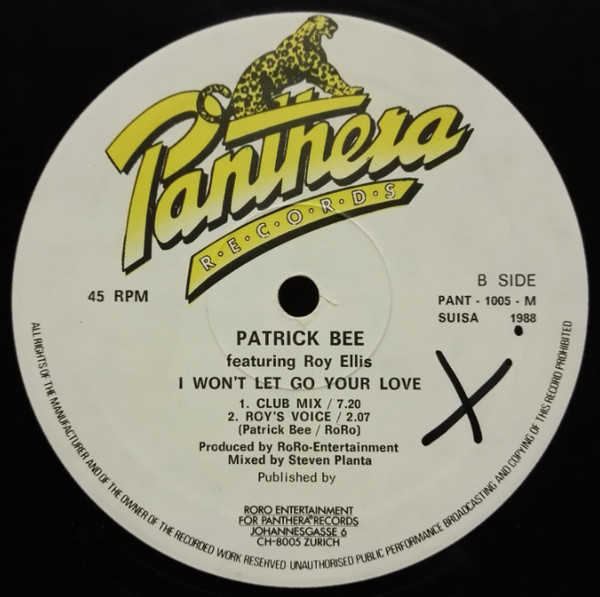 Panthera
R·E·C·O·R·D·S
45 RPM
B SIDE
PANT - 1005 - M
SUISA 1988
PATRICK BEE
featuring Roy Ellis
I WON'T LET GO YOUR LOVE
1. CLUB MIX / 7.20
2. ROY'S VOICE / 2.07
(Patrick Bee / RoRo)
Produced by RoRo-Entertainment
Mixed by Steven Planta
Published by
RORO ENTERTAINMENT
FOR PANTHERA RECORDS
JOHANNESGASSE 6
CH-8005 ZURICH
X
ALL RIGHTS OF THE MANUFACTURER AND OF THE OWNER OF THE RECORDED WORK RESERVED UNAUTHORISED PUBLIC PERFORMANCE BROADCASTING AND COPYING OF THIS RECORD PROHIBITED